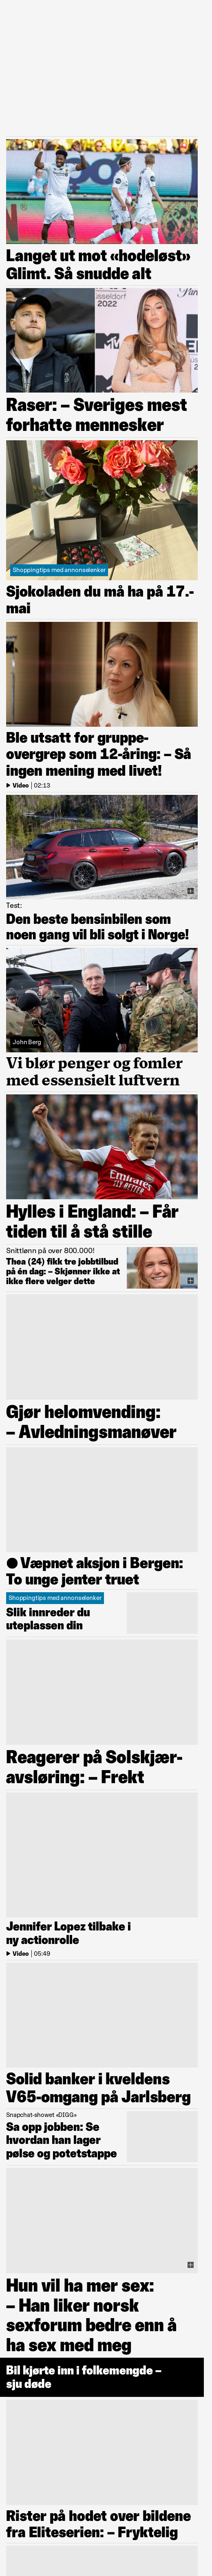 Langet ut mot «hodeløst»
Glimt. Så snudde alt
sseldorf
2022
Raser: – Sveriges mest
forhatte mennesker
Shoppingtips med annonselenker
Sjokoladen du må ha på 17.-
mai
Ble utsatt for gruppe-
overgrep som 12-åring: – Så
ingen mening med livet!
Video | 02:13
Test:
Den beste bensinbilen som
noen gang vil bli solgt i Norge!
John Berg
Vi blør penger og fomler
med essensielt luftvern
Emirates
Hylles i England: – Får
tiden til å stå stille
Snittlønn på over 800.000!
Thea (24) fikk tre jobbtilbud
på én dag: – Skjønner ikke at
ikke flere velger dette
Gjør helomvending:
– Avledningsmanøver
● Væpnet aksjon i Bergen:
To unge jenter truet
Shoppingtips med annonselenker
Slik innreder du
uteplassen din
Reagerer på Solskjær-
avsløring: – Frekt
Jennifer Lopez tilbake i
ny actionrolle
Video | 05:49
Solid banker i kveldens
V65-omgang på Jarlsberg
Snapchat-showet «DIGG»
Sa opp jobben: Se
hvordan han lager
pølse og potetstappe
Hun vil ha mer sex:
– Han liker norsk
sexforum bedre enn å
ha sex med meg
Bil kjørte inn i folkemengde –
sju døde
Rister på hodet over bildene
fra Eliteserien: – Fryktelig